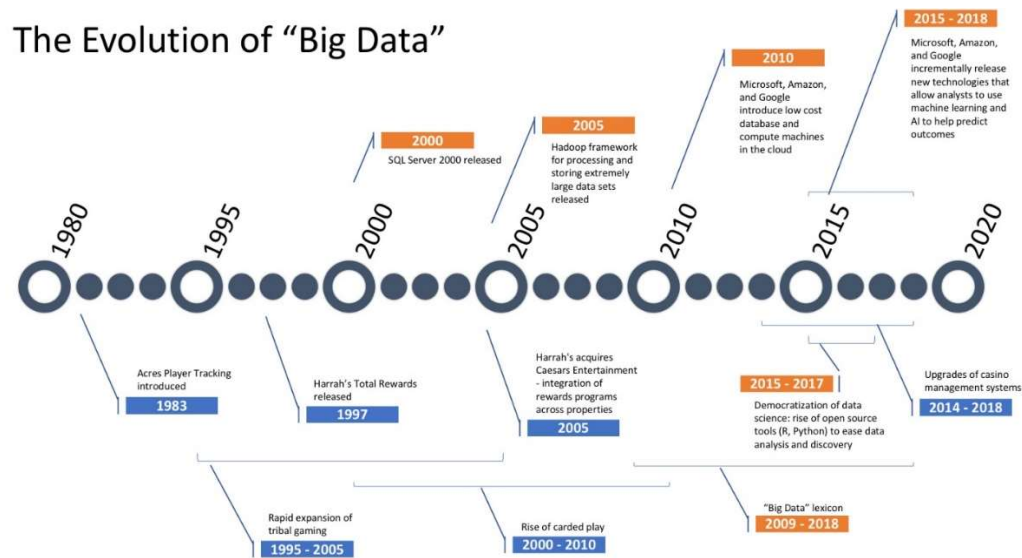 The Evolution of “Big Data”
2000
SQL Server 2000 released
2005
Hadoop framework
for processing and
storing extremely
large data sets
released
2010
Microsoft, Amazon,
and Google
introduce low cost
database and
compute machines
in the cloud
2015 - 2018
Microsoft, Amazon,
and Google
incrementally release
new technologies that
allow analysts to use
machine learning and
AI to help predict
outcomes
1980
1995
2000
2005
2010
2015
2020
Acres Player Tracking
introduced
1983
Harrah's Total Rewards
released
1997
Harrah's acquires
Caesars Entertainment
- integration of
rewards programs
across properties
2005
2015 - 2017
Democratization of data
science: rise of open source
tools (R, Python) to ease data
analysis and discovery
Upgrades of casino
management systems
2014 - 2018
Rapid expansion of
tribal gaming
1995 - 2005
Rise of carded play
2000 - 2010
“Big Data” lexicon
2009 - 2018